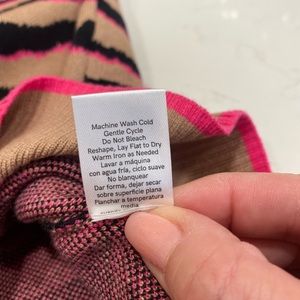 Machine Wash Cold
Gentle Cycle
Do Not Bleach
Reshape, Lay Flat to Dry
Warm Iron as Needed
Lavar a máquina
con agua fría, ciclo suave
No blanquear
Dar forma, dejar secar
sobre superficie plana
Planchar a temperatura
media